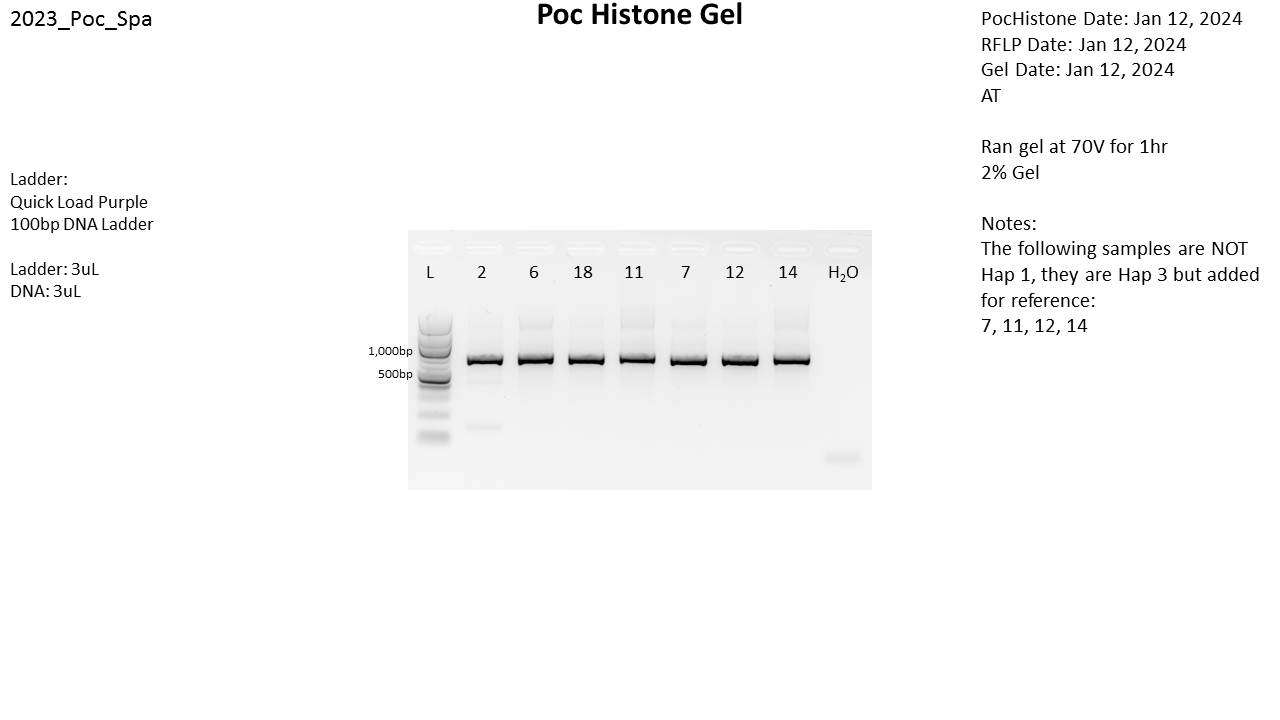 2023_Poc_Spa
Poc Histone Gel
PocHistone Date: Jan 12, 2024
RFLP Date: Jan 12, 2024
Gel Date: Jan 12, 2024
AT
Ran gel at 70V for 1hr
2% Gel
Notes:
The following samples are NOT
Hap 1, they are Hap 3 but added
for reference:
7, 11, 12, 14
Ladder:
Quick Load Purple
100bp DNA Ladder
Ladder: 3uL
DNA: 3uL
L 2 6 18 11 7 12 14 H₂O
1,000bp
500bp